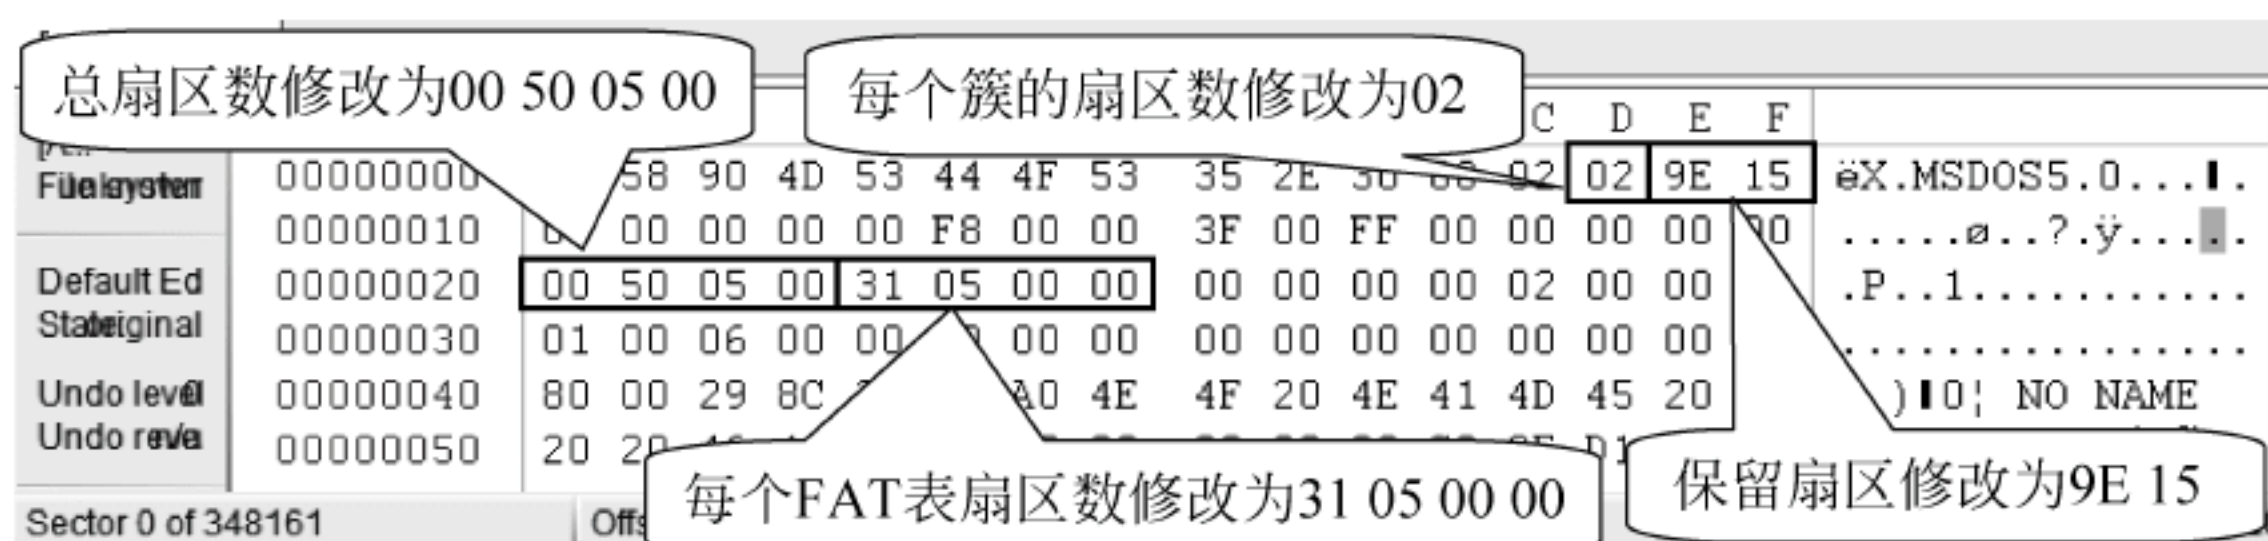 总扇区数修改为00 50 05 00
每个簇的扇区数修改为02
C D E F
00000000 58 90 4D 53 44 4F 53 35 2E 30 02 02 9E 15 ëX.MSDOS5.0...
00000010 00 00 00 00 F8 00 00 3F 00 FF 00 00 00 00 00 .....ø..?.ÿ...
Default Ed 00000020 00 50 05 00 31 05 00 00 00 00 00 00 02 00 00 .P..1...........
00000030 01 00 06 00 00 00 00 00 00 00 00 00 00 00 ................
Undo level 00000040 80 00 29 8C A0 4E 4F 20 4E 41 4D 45 20 NO NAME
00000050 20
每个FAT表扇区数修改为31 05 00 00
保留扇区修改为9E 15
Sector 0 of 348161